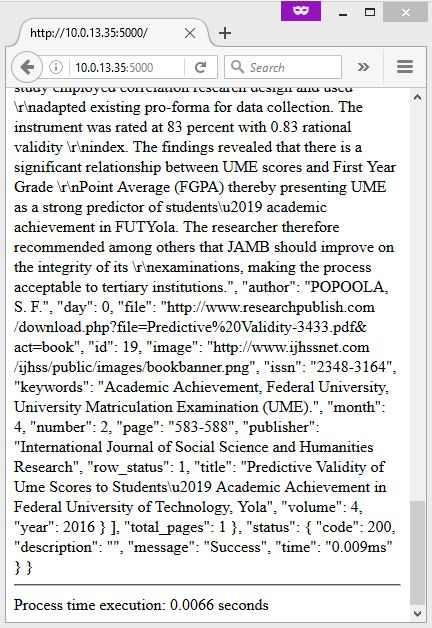 http://10.0.13.35:5000/
10.0.13.35:5000
Search
study employed correlation research design and used
\r\nadapted existing pro-forma for data collection. The
instrument was rated at 83 percent with 0.83 rational
validity \r\nindex. The findings revealed that there is a
significant relationship between UME scores and First Year
Grade \r\nPoint Average (FGPA) thereby presenting UME
as a strong predictor of students\u2019 academic
achievement in FUTYola. The researcher therefore
recommended among others that JAMB should improve on
the integrity of its \r\nexaminations, making the process
acceptable to tertiary institutions.", "author": "POPOOLA,
S. F.", "day": 0, "file": "http://www.researchpublish.com
/download.php?file=Predictive%20Validity-3433.pdf&
act=book", "id": 19, "image": "http://www.ijhssnet.com
/ijhss/public/images/bookbanner.png", "issn": "2348-3164",
"keywords": "Academic Achievement, Federal University,
University Matriculation Examination (UME).", "month":
4, "number": 2, "page": "583-588", "publisher":
"International Journal of Social Science and Humanities
Research", "row_status": 1, "title": "Predictive Validity of
Ume Scores to Students\u2019 Academic Achievement in
Federal University of Technology, Yola", "volume": 4,
"year": 2016 } ], "total_pages": 1 }, "status": { "code": 200,
"description": "", "message": "Success", "time": "0.009ms"
} }
Process time execution: 0.0066 seconds